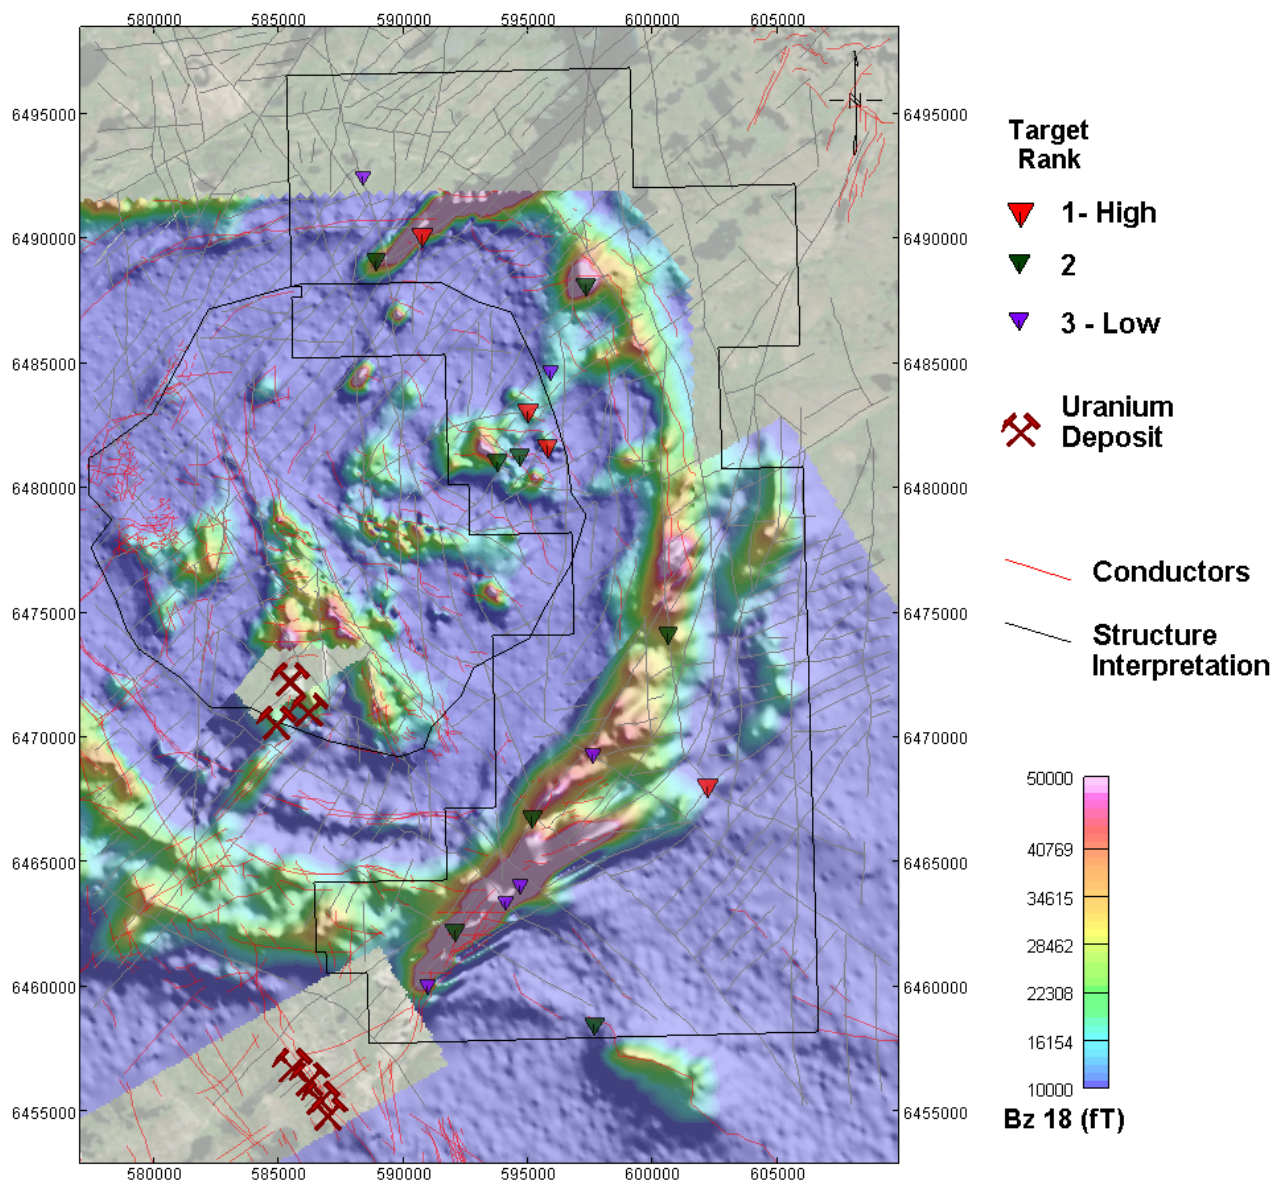 580000 585000 590000 595000 600000 605000
6495000 6495000
6490000 6490000
6485000 6485000
6480000 6480000
6475000 6475000
6470000 6470000
6465000 6465000
6460000 6460000
6455000 6455000
580000 585000 590000 595000 600000 605000
Target
Rank
1- High
2
3 - Low
Uranium
Deposit
Conductors
Structure
Interpretation
50000
40769
34615
28462
22308
16154
10000
Bz 18 (fT)